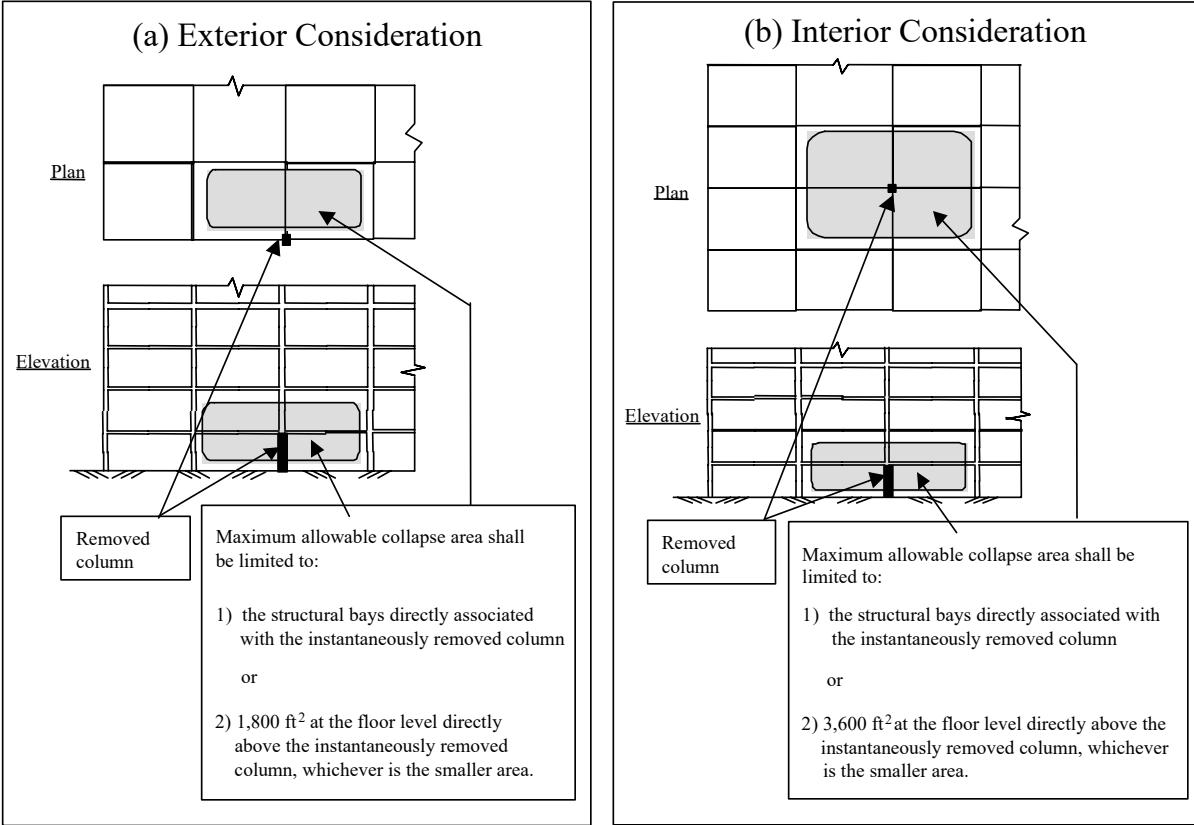 (a) Exterior Consideration
Plan
Elevation
Removed
column
Maximum allowable collapse area shall
be limited to:
1) the structural bays directly associated
with the instantaneously removed column
or
2) 1,800 ft² at the floor level directly
above the instantaneously removed
column, whichever is the smaller area.
(b) Interior Consideration
Plan
Elevation
Removed
column
Maximum allowable collapse area shall be
limited to:
1) the structural bays directly associated with
the instantaneously removed column
or
2) 3,600 ft² at the floor level directly above the
instantaneously removed column, whichever
is the smaller area.